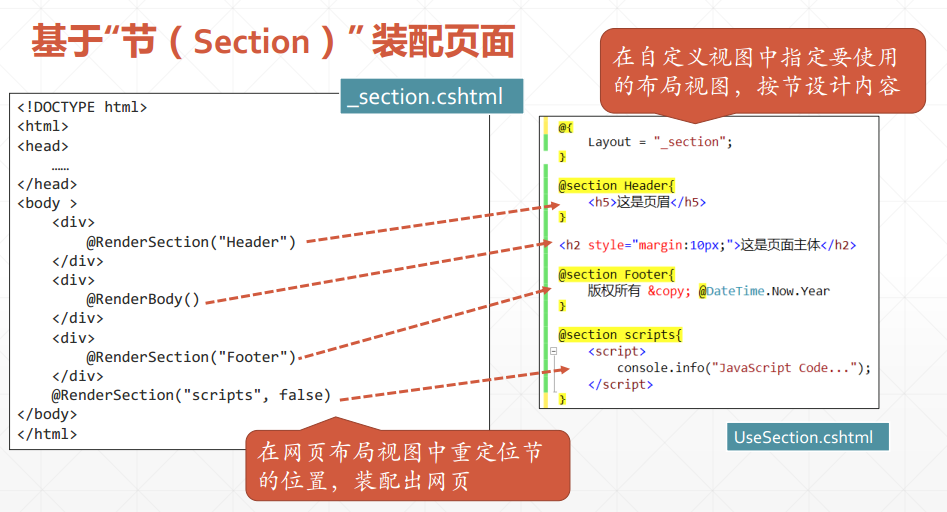 基于“节（Section）” 装配页面
_section.cshtml
<!DOCTYPE html>
<html>
<head>
……
</head>
<body >
<div>
@RenderSection("Header")
</div>
<div>
@RenderBody()
</div>
<div>
@RenderSection("Footer")
</div>
@RenderSection("scripts", false)
</body>
</html>
在网页布局视图中重定位节
的位置，装配出网页
在自定义视图中指定要使用
的布局视图，按节设计内容
@{
Layout = "_section";
}
@section Header{
<h5>这是页眉</h5>
}
<h2 style="margin:10px;">这是页面主体</h2>
@section Footer{
版权所有 &copy; @DateTime.Now.Year
}
@section scripts{
<script>
console.info("JavaScript Code...");
</script>
}
UseSection.cshtml